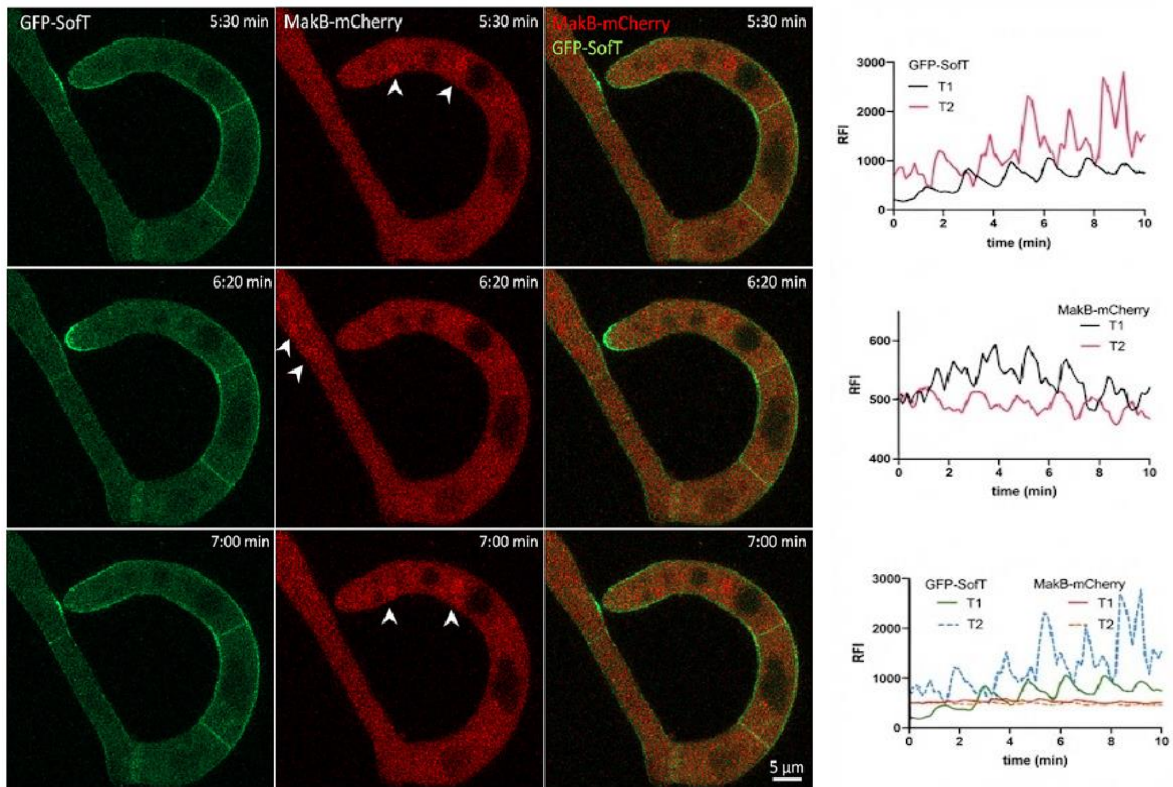 GFP-SofT 5:30 min
MakB-mCherry 5:30 min
MakB-mCherry 5:30 min
GFP-SofT
6:20 min
6:20 min
6:20 min
7:00 min
7:00 min
7:00 min
5 µm
GFP-SofT
T1
T2
3000
2000
1000
0
RFI
0 2 4 6 8 10
time (min)
MakB-mCherry
T1
T2
600
500
400
RFI
0 2 4 6 8 10
time (min)
GFP-SofT MakB-mCherry
T1 T1
T2 T2
3000
2000
1000
0
RFI
0 2 4 6 8 10
time (min)